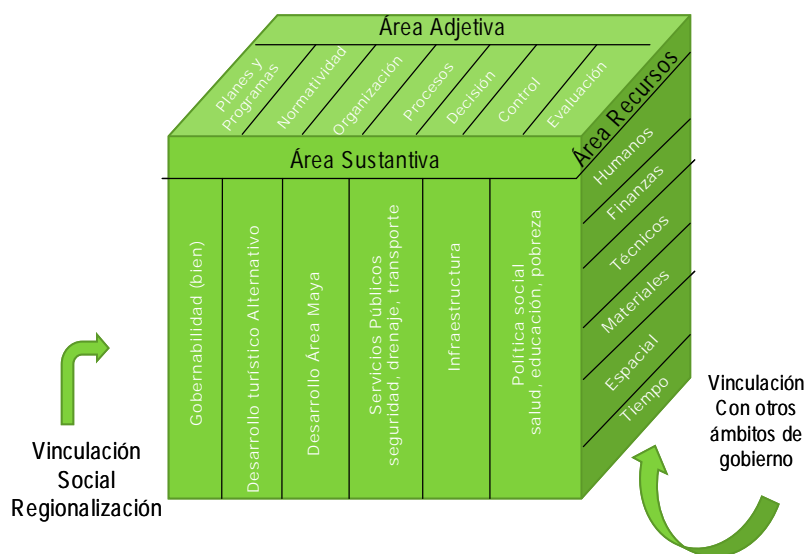 Área Adjetiva
Planes y
Programas
Normatividad
Organización
Procesos
Decisión
Control
Evaluación
Área Recursos
Humanos
Finanzas
Técnicos
Materiales
Espacial
Tiempo
Área Sustantiva
Gobernabilidad (bien)
Desarrollo turístico Alternativo
Desarrollo Área Maya
Servicios Públicos
seguridad, drenaje, transporte
Infraestructura
Política social
salud, educación, pobreza
Vinculación
Social
Regionalización
Vinculación
Con otros
ámbitos de
gobierno